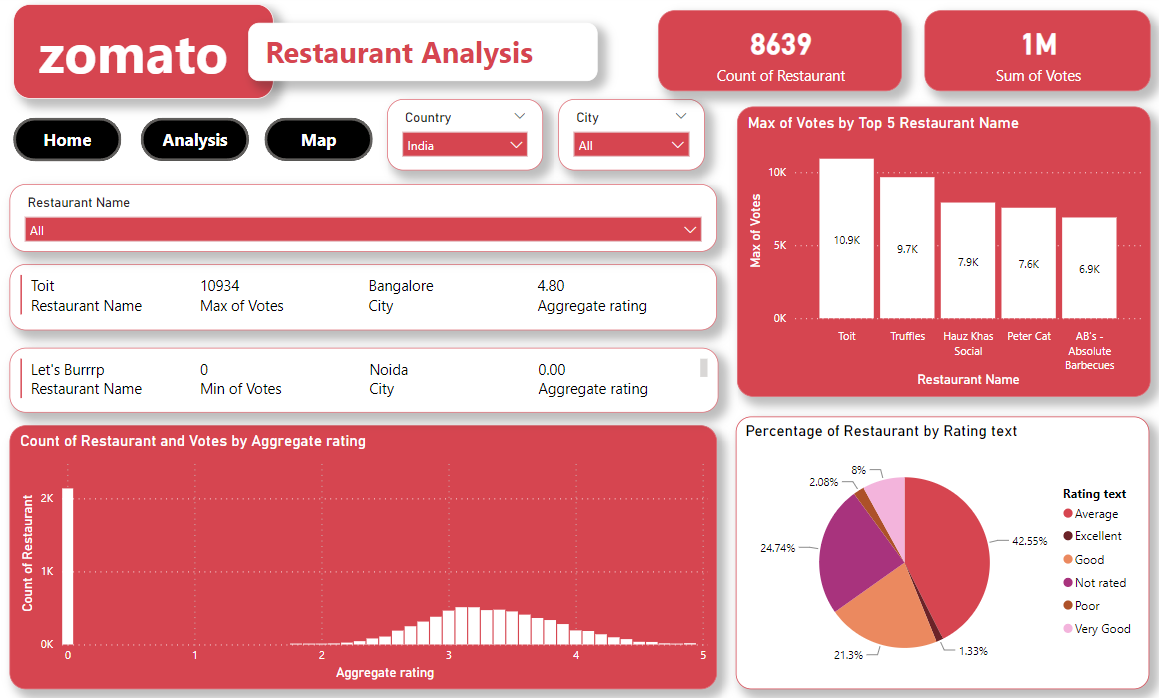 zomato
Restaurant Analysis
8639
Count of Restaurant
1M
Sum of Votes
Home
Analysis
Map
Country
India
City
All
Restaurant Name
All
Toit
Restaurant Name
10934
Max of Votes
Bangalore
City
4.80
Aggregate rating
Let's Burrrp
Restaurant Name
0
Min of Votes
Noida
City
0.00
Aggregate rating
Max of Votes by Top 5 Restaurant Name
Max of Votes
10K
5K
0K
10.9K
9.7K
7.9K
7.6K
6.9K
Toit
Truffles
Hauz Khas
Social
Peter Cat
AB's -
Absolute
Barbecues
Restaurant Name
Count of Restaurant and Votes by Aggregate rating
Count of Restaurant
2K
1K
0K
0
1
2
3
4
5
Aggregate rating
Percentage of Restaurant by Rating text
8%
2.08%
24.74%
21.3%
1.33%
42.55%
Rating text
Average
Excellent
Good
Not rated
Poor
Very Good